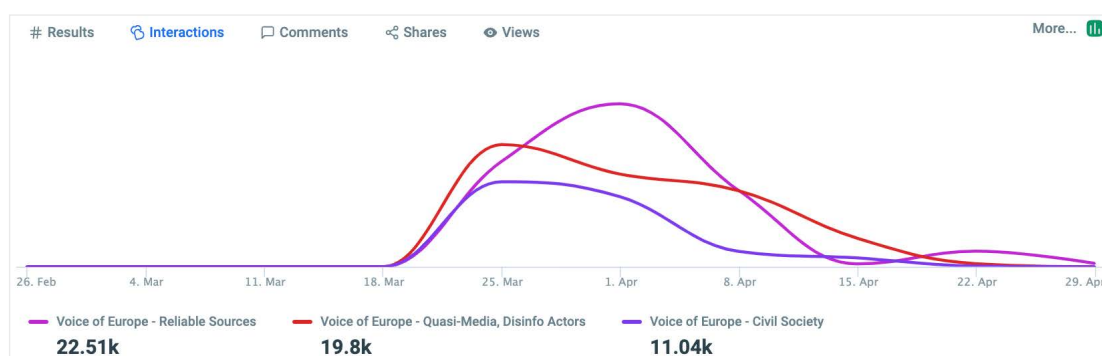 Results Interactions Comments Shares Views More...
26. Feb 4. Mar 11. Mar 18. Mar 25. Mar 1. Apr 8. Apr 15. Apr 22. Apr 29. Apr
Voice of Europe - Reliable Sources Voice of Europe - Quasi-Media, Disinfo Actors Voice of Europe - Civil Society
22.51k 19.8k 11.04k